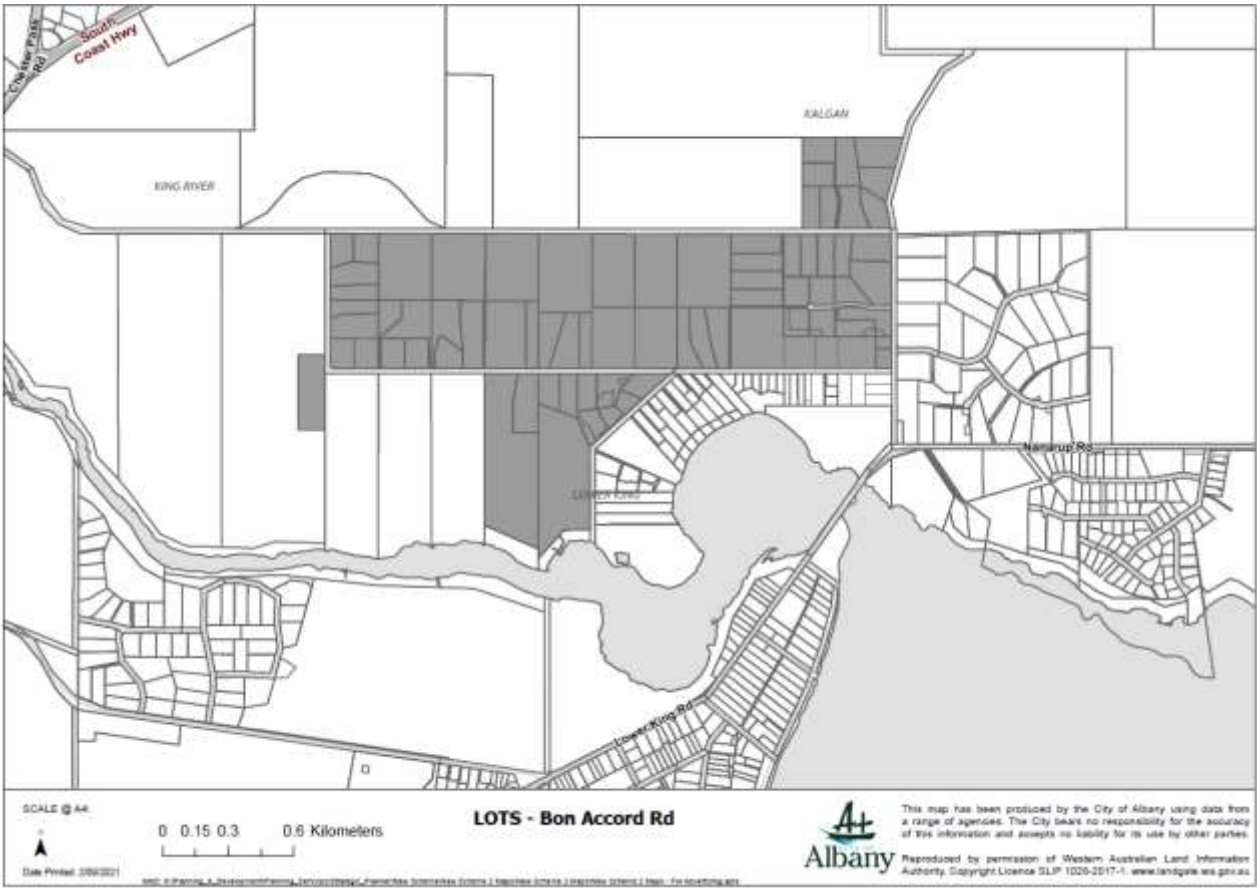 South
Coast Hwy
Chester Pass
Rd
KALGAN
KING RIVER
Nanarup Rd
LOWER KING
Lower King Rd
SCALE @ A4:
0 0.15 0.3 0.6 Kilometers
LOTS - Bon Accord Rd
Albany
This map has been produced by the City of Albany using data from
a range of agencies. The City bears no responsibility for the accuracy
of this information and accepts no liability for its use by other parties.
Reproduced by permission of Western Australian Land Information
Authority, Copyright Licence SLIP 1026-2017-1. www.landgate.wa.gov.au
Date Printed: